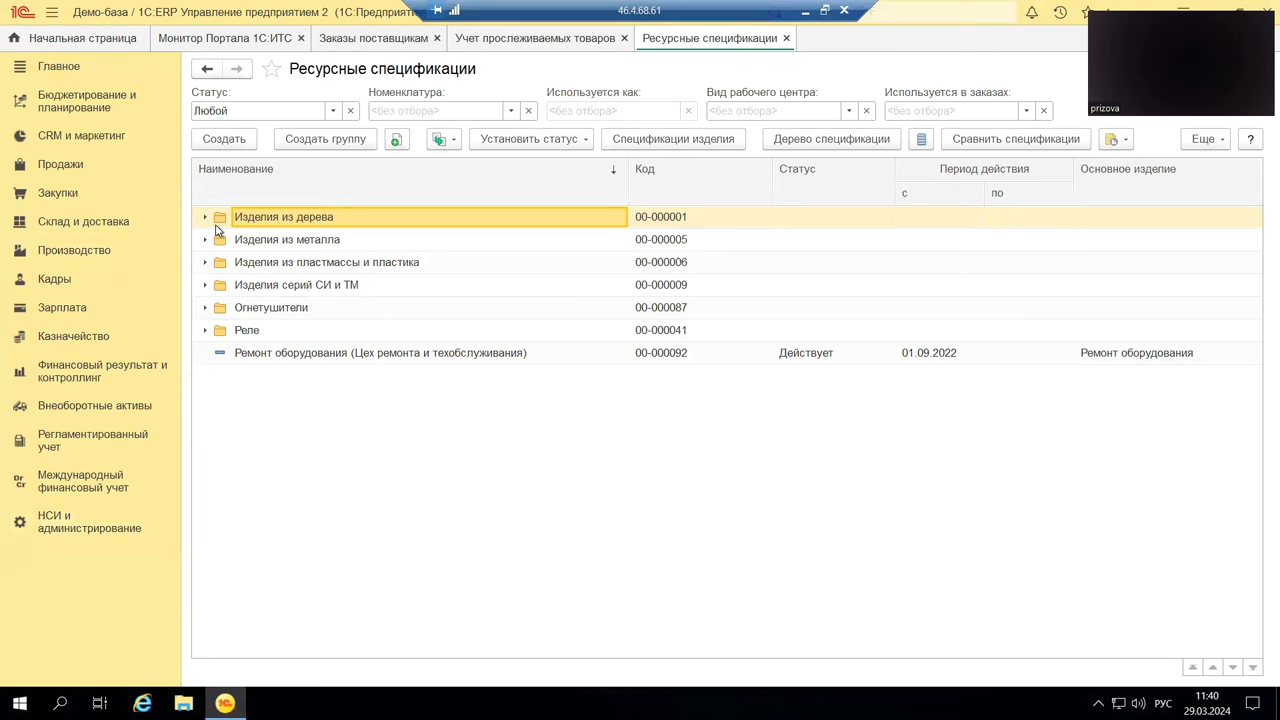 Демо-база / 1С:ERP Управление предприятием 2 (1С:Предприят
46.4.68.61
Начальная страница
Монитор Портала 1С:ИТС ×
Заказы поставщикам ×
Учет прослеживаемых товаров ×
Ресурсные спецификации ×
prizova
Главное
Бюджетирование и
планирование
CRM и маркетинг
Продажи
Закупки
Склад и доставка
Производство
Кадры
Зарплата
Казначейство
Финансовый результат и
контроллинг
Внеоборотные активы
Регламентированный
учет
Dr
Cr
Международный
финансовый учет
НСИ и
администрирование
Ресурсные спецификации
Статус: Номенклатура: Используется как: Вид рабочего центра: Используется в заказах:
Любой <без отбора> <без отбора> <без отбора> <без отбора>
Создать Создать группу Установить статус Спецификации изделия Дерево спецификации Сравнить спецификации Еще ?
Наименование ↓ Код Статус Период действия Основное изделие
с по
Изделия из дерева 00-000001
Изделия из металла 00-000005
Изделия из пластмассы и пластика 00-000006
Изделия серий СИ и ТМ 00-000009
Огнетушители 00-000087
Реле 00-000041
Ремонт оборудования (Цех ремонта и техобслуживания) 00-000092 Действует 01.09.2022 Ремонт оборудования
РУС
11:40
29.03.2024